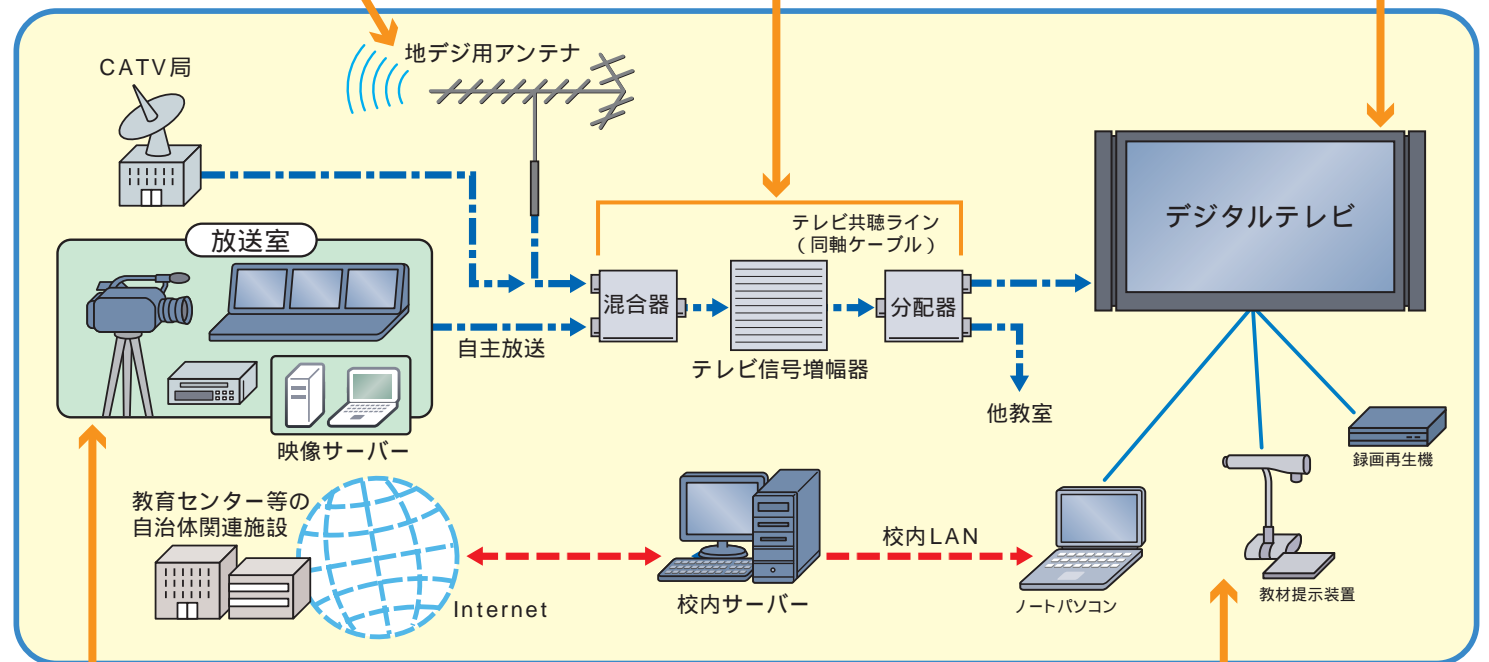 地デジ用アンテナ
CATV局
放送室
テレビ共聴ライン
(同軸ケーブル)
デジタルテレビ
混合器
分配器
自主放送
テレビ信号増幅器
他教室
映像サーバー
録画再生機
教育センター等の
自治体関連施設
校内LAN
Internet
校内サーバー
ノートパソコン
教材提示装置